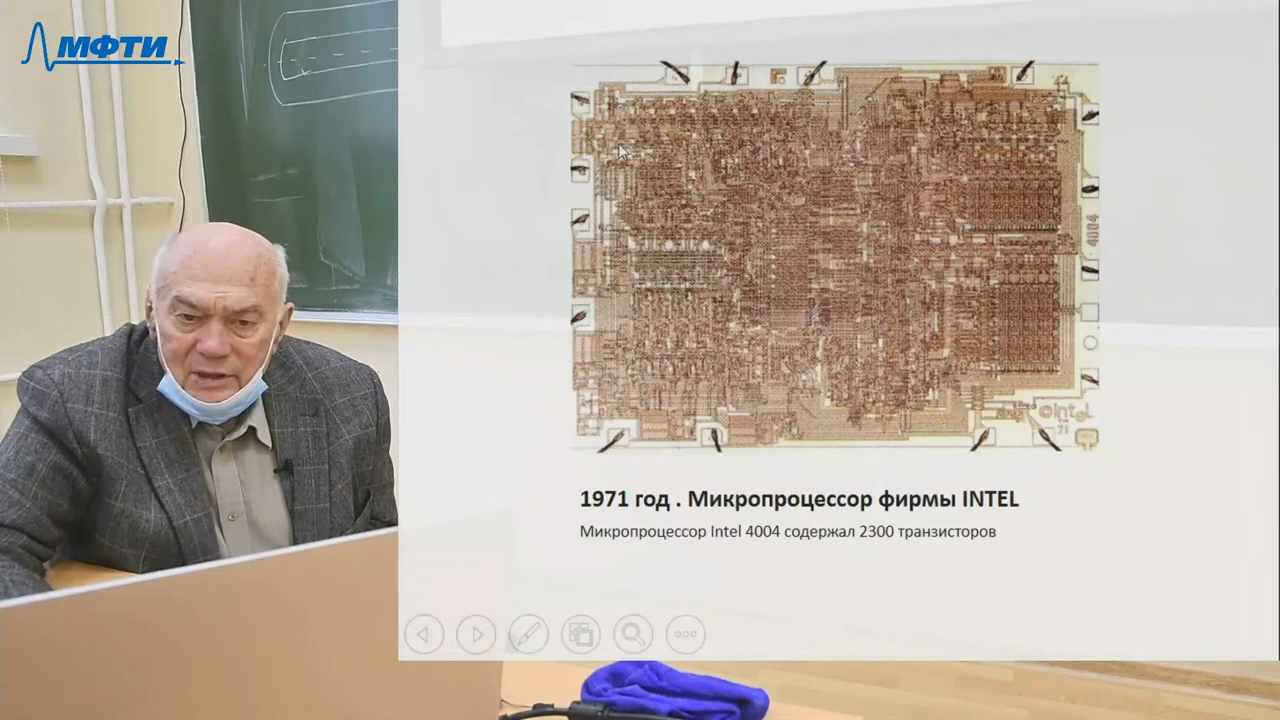 МФТИ
4004
©intel
71
1971 год . Микропроцессор фирмы INTEL
Микропроцессор Intel 4004 содержал 2300 транзисторов